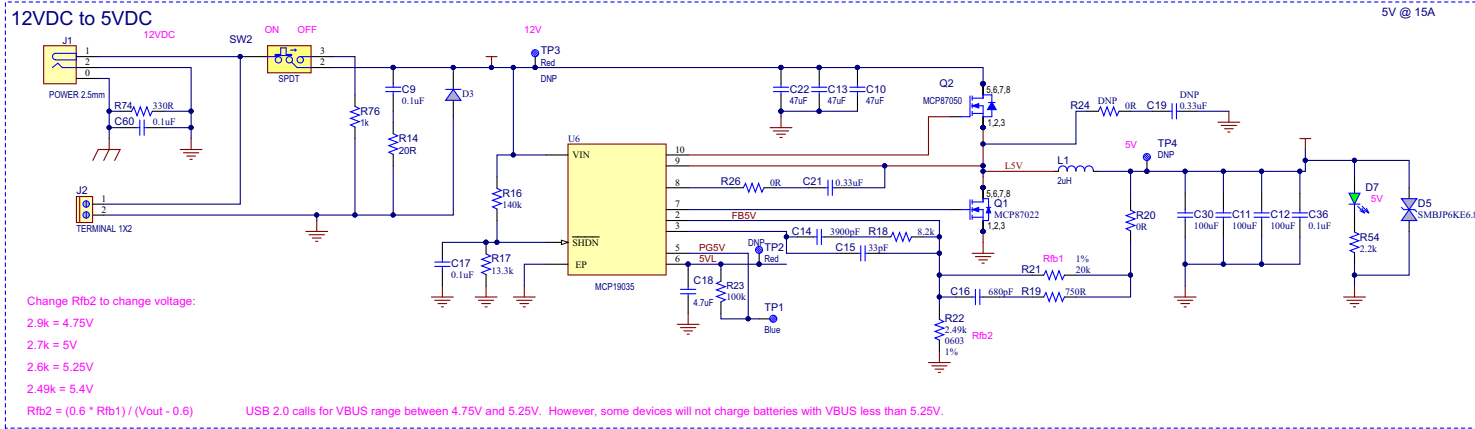 12VDC to 5VDC
5V @ 15A
J1
12VDC
1
2
0
POWER 2.5mm
R74
330R
C60
0.1uF
SW2
ON
OFF
3
2
SPDT
R76
1k
C9
0.1uF
R14
20R
D3
12V
TP3
Red
DNP
J2
1
2
TERMINAL 1X2
R16
140k
C17
0.1uF
R17
13.3k
U6
VIN
SHDN
EP
MCP19035
10
9
8
7
2
3
5
6
C22
47uF
C13
47uF
C10
47uF
Q2
MCP87050
5,6,7,8
1,2,3
R24
DNP
0R
C19
DNP
0.33uF
R26
0R
C21
0.33uF
L5V
L1
2uH
5V
TP4
DNP
5,6,7,8
Q1
MCP87022
1,2,3
FB5V
C14
3900pF
R18
8.2k
C15
33pF
PG5V
5VL
DNP
TP2
Red
C18
4.7uF
R23
100k
TP1
Blue
R20
0R
Rfb1
1%
R21
20k
C16
680pF
R19
750R
R22
2.49k
0603
1%
Rfb2
C30
100uF
C11
100uF
C12
100uF
C36
0.1uF
D7
5V
R54
2.2k
D5
Change Rfb2 to change voltage:
2.9k = 4.75V
2.7k = 5V
2.6k = 5.25V
2.49k = 5.4V
Rfb2 = (0.6 * Rfb1) / (Vout - 0.6)
USB 2.0 calls for VBUS range between 4.75V and 5.25V. However, some devices will not charge batteries with VBUS less than 5.25V.